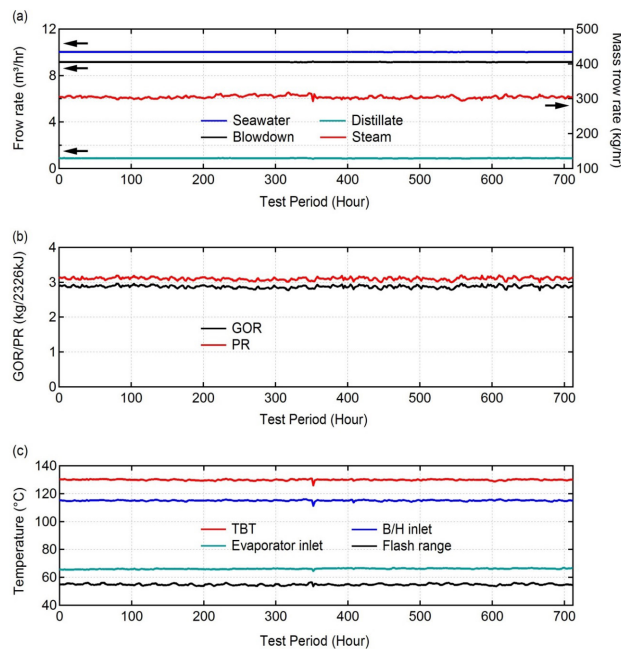 (a)
12
9
6
3
0
Frow rate (m³/hr)
500
400
300
200
100
Mass frow rate (kg/hr)
Seawater
Distillate
Blowdown
Steam
0 100 200 300 400 500 600 700
Test Period (Hour)
(b)
4
3
2
1
0
GOR/PR (kg/2326kJ)
GOR
PR
0 100 200 300 400 500 600 700
Test Period (Hour)
(c)
140
120
100
80
60
40
Temperature (°C)
TBT
B/H inlet
Evaporator inlet
Flash range
0 100 200 300 400 500 600 700
Test Period (Hour)